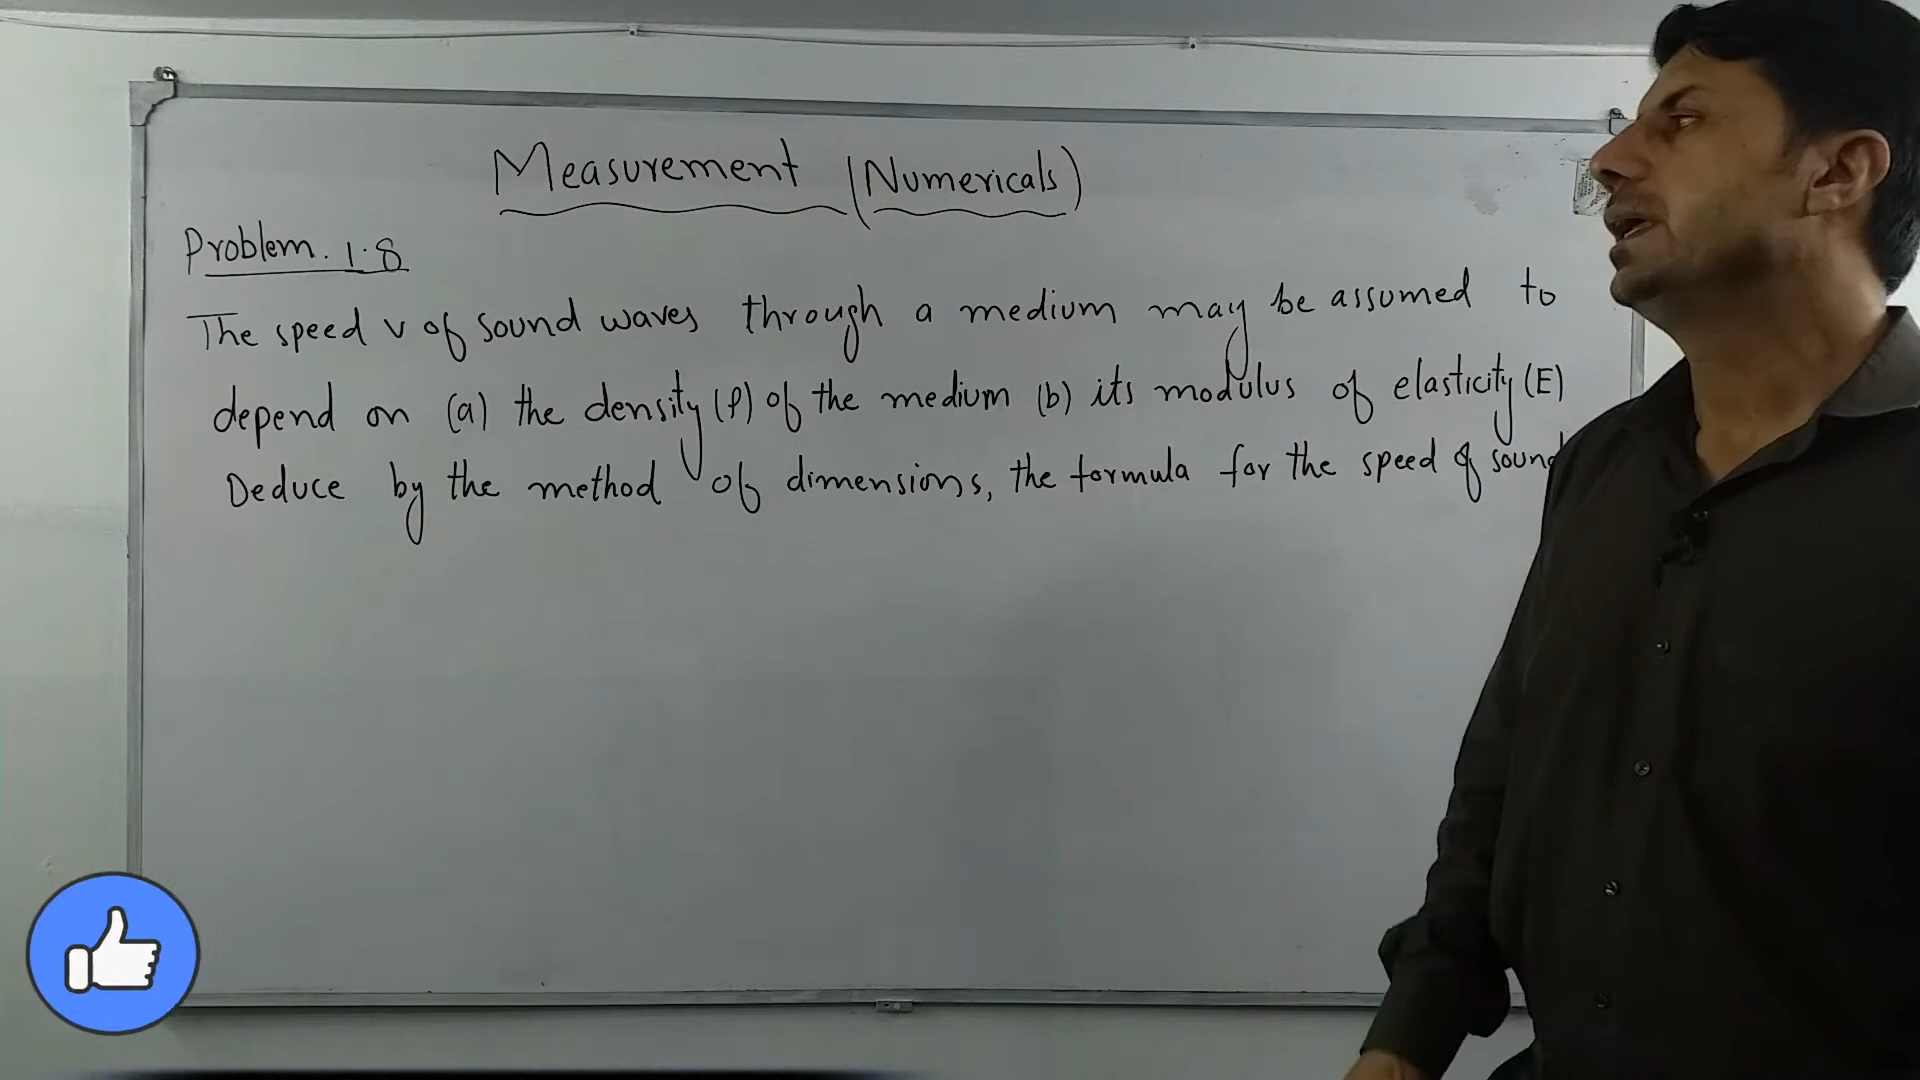 Measurement (Numericals)
Problem. 1.8
The speed v of sound waves through a medium may be assumed to
depend on (a) the density (ρ) of the medium (b) its modulus of elasticity (E)
Deduce by the method of dimensions, the formula for the speed of sound